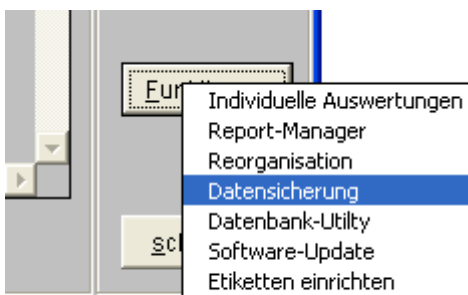 Individuelle Auswertungen
Report-Manager
Reorganisation
Datensicherung
Datenbank-Utilty
Software-Update
Etiketten einrichten